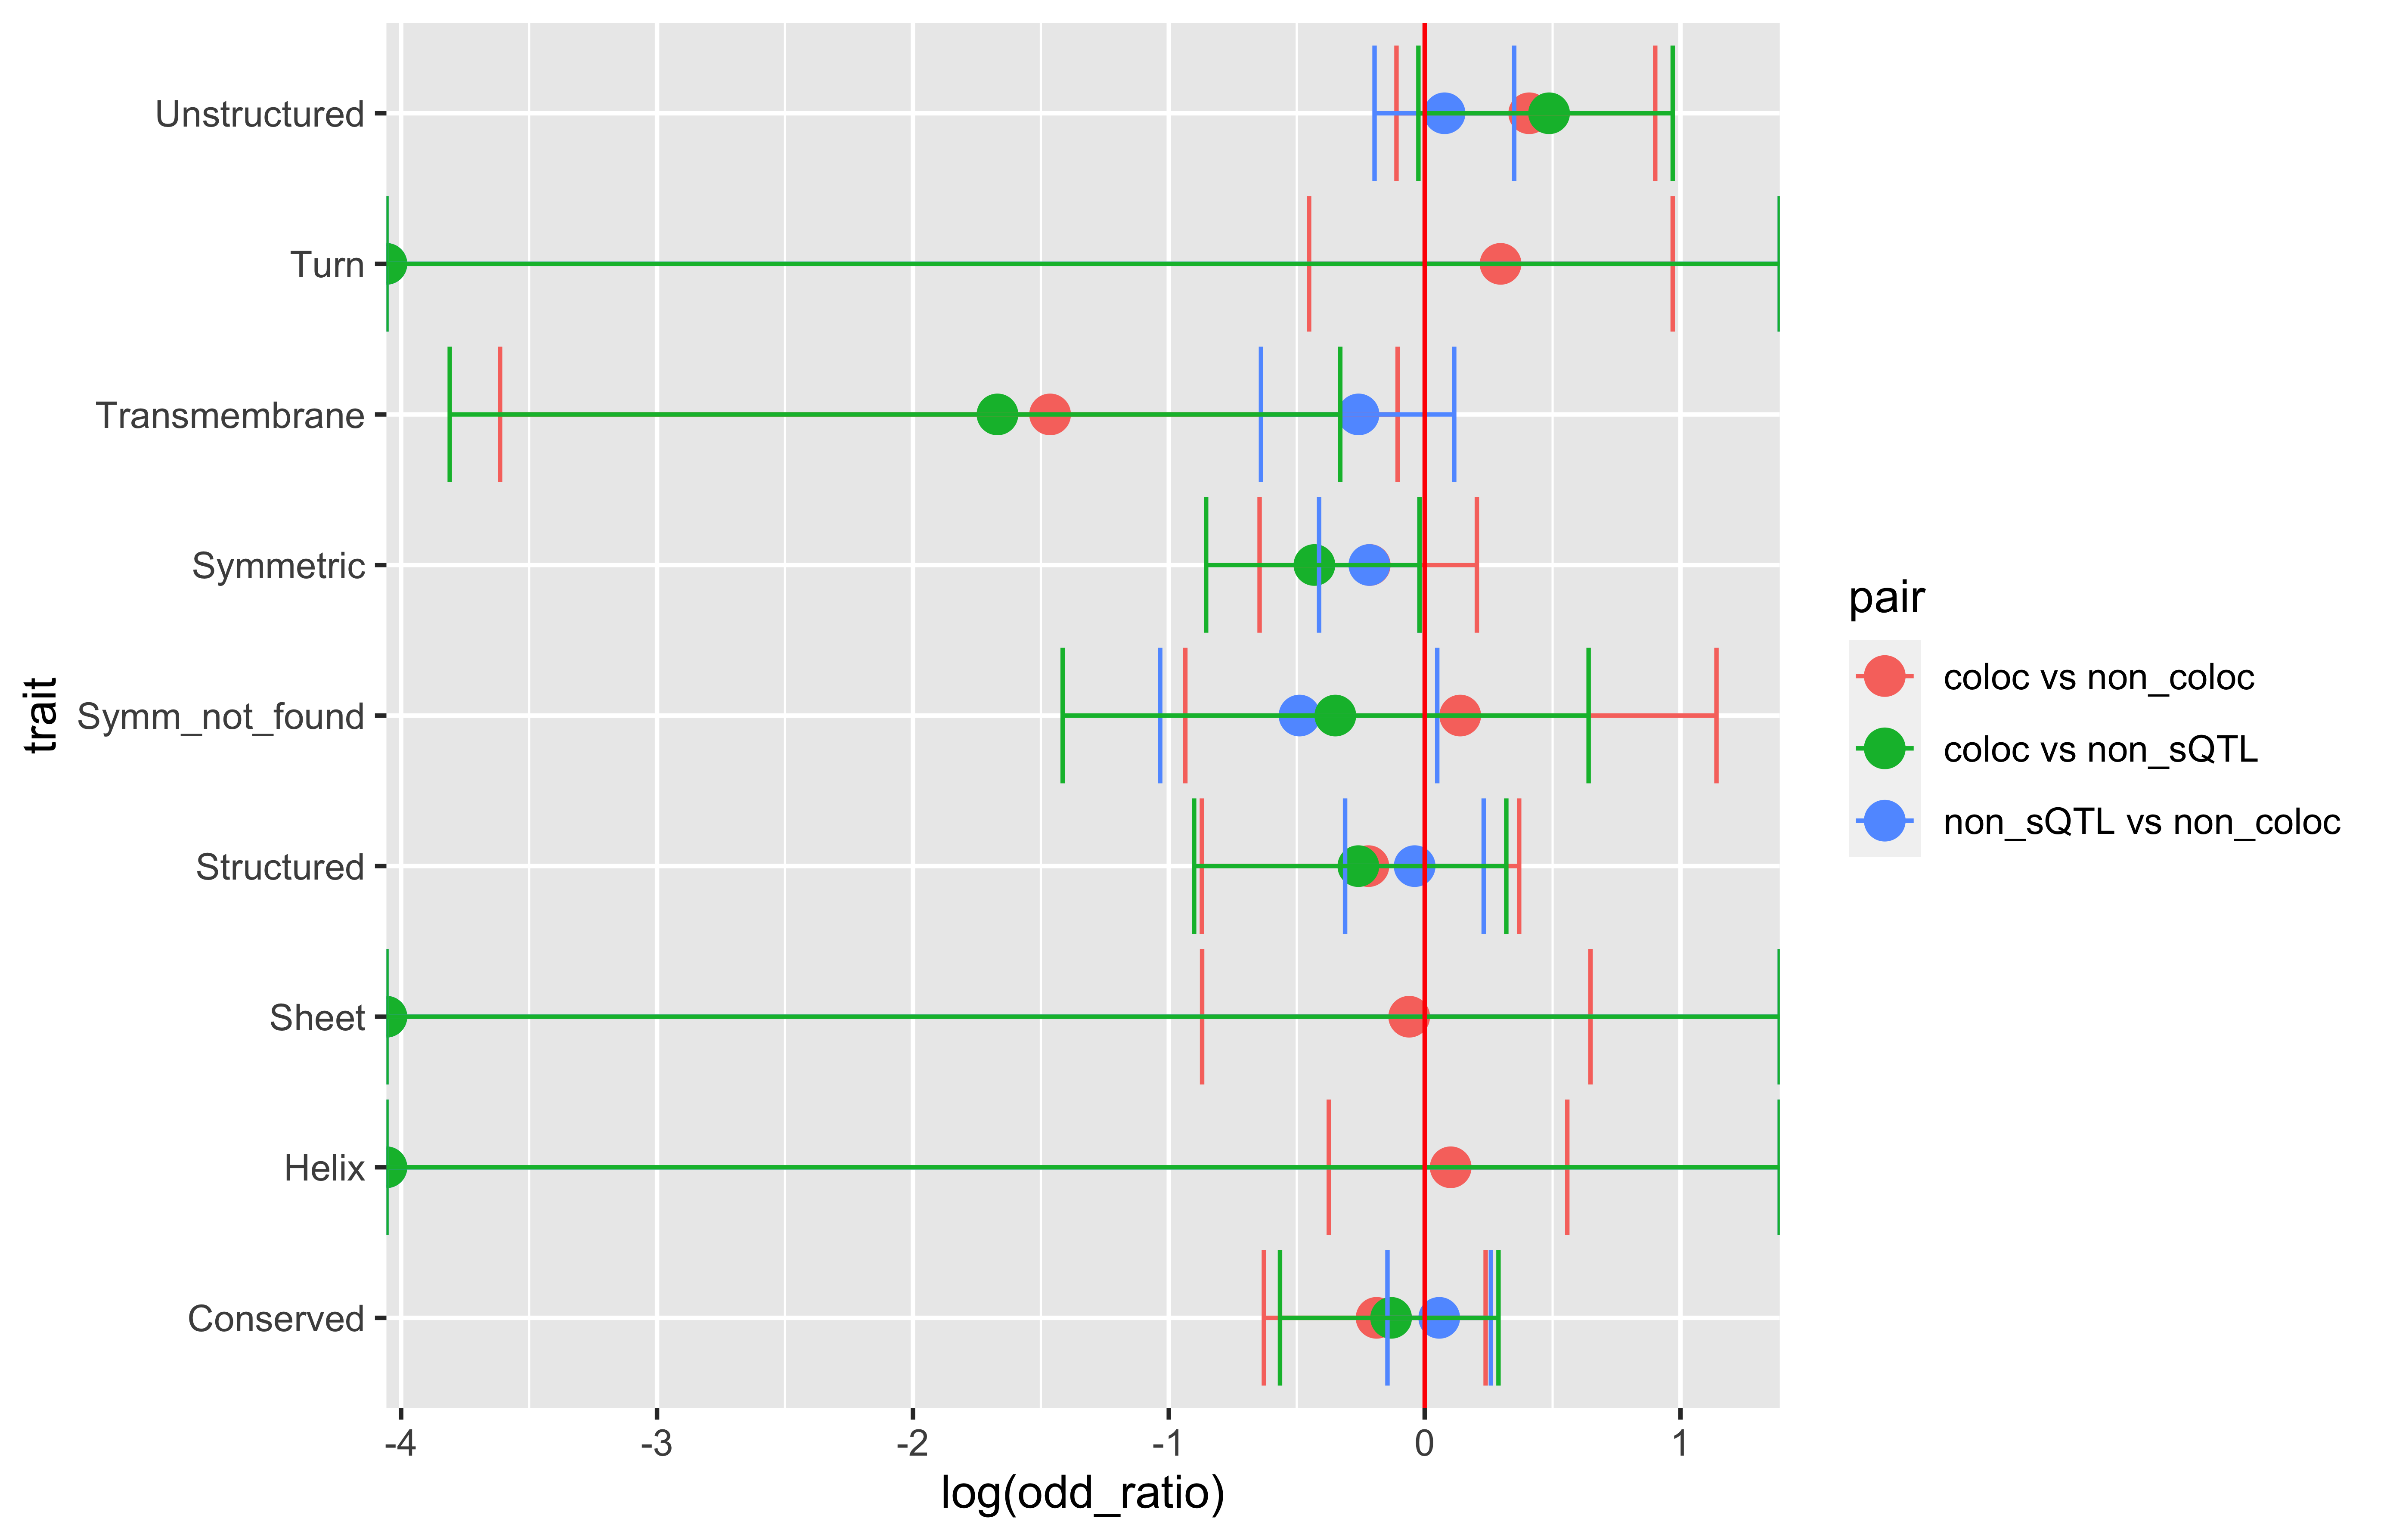 Unstructured
Turn
Transmembrane
Symmetric
Symm_not_found
Structured
Sheet
Helix
Conserved
trait
-4 -3 -2 -1 0 1
log(odd_ratio)
pair
coloc vs non_coloc
coloc vs non_sQTL
non_sQTL vs non_coloc